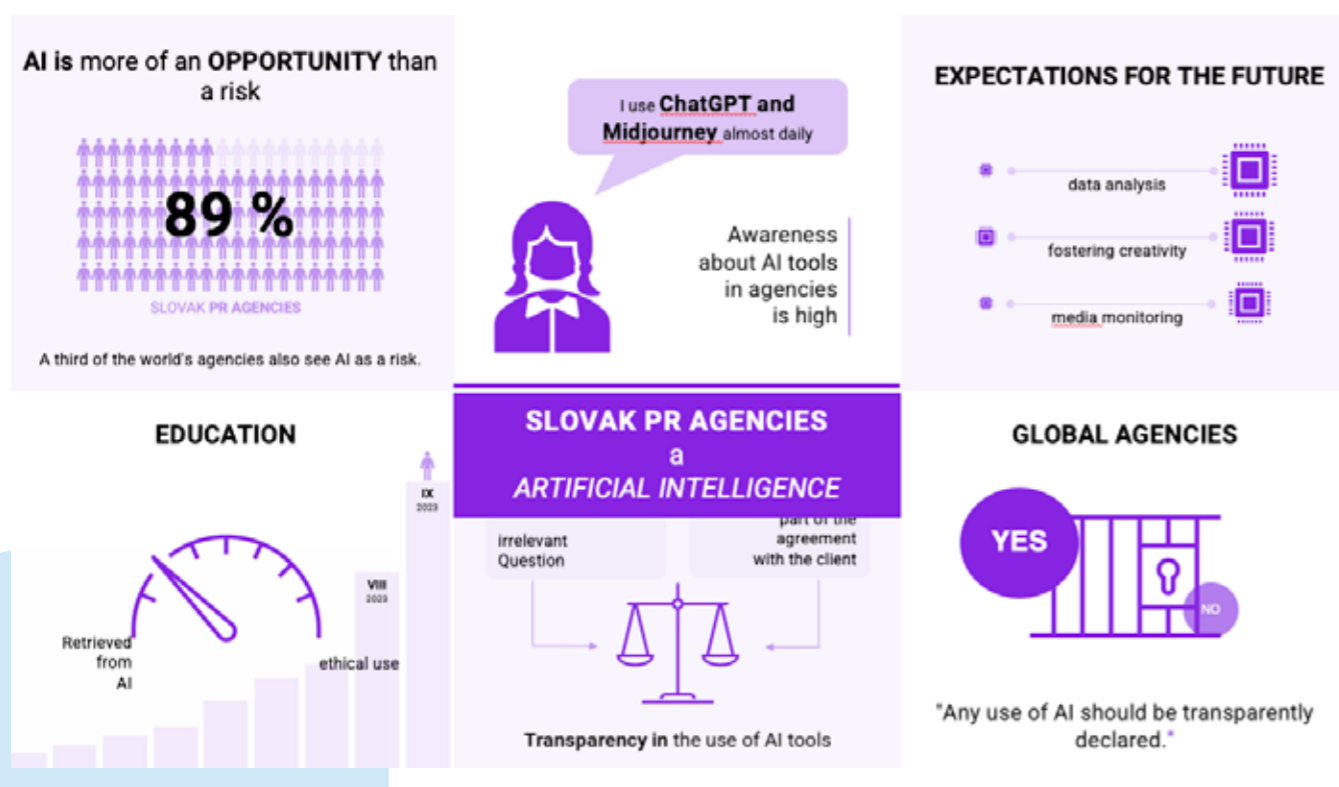 AI is more of an OPPORTUNITY than
a risk
89 %
SLOVAK PR AGENCIES
A third of the world's agencies also see AI as a risk.
I use ChatGPT and
Midjourney almost daily
Awareness
about AI tools
in agencies
is high
EXPECTATIONS FOR THE FUTURE
data analysis
fostering creativity
media monitoring
EDUCATION
IX
2023
VIII
2023
Retrieved
from
AI
ethical use
SLOVAK PR AGENCIES
a
ARTIFICIAL INTELLIGENCE
irrelevant
Question
part of the
agreement
with the client
Transparency in the use of AI tools
GLOBAL AGENCIES
YES
NO
"Any use of AI should be transparently
declared."